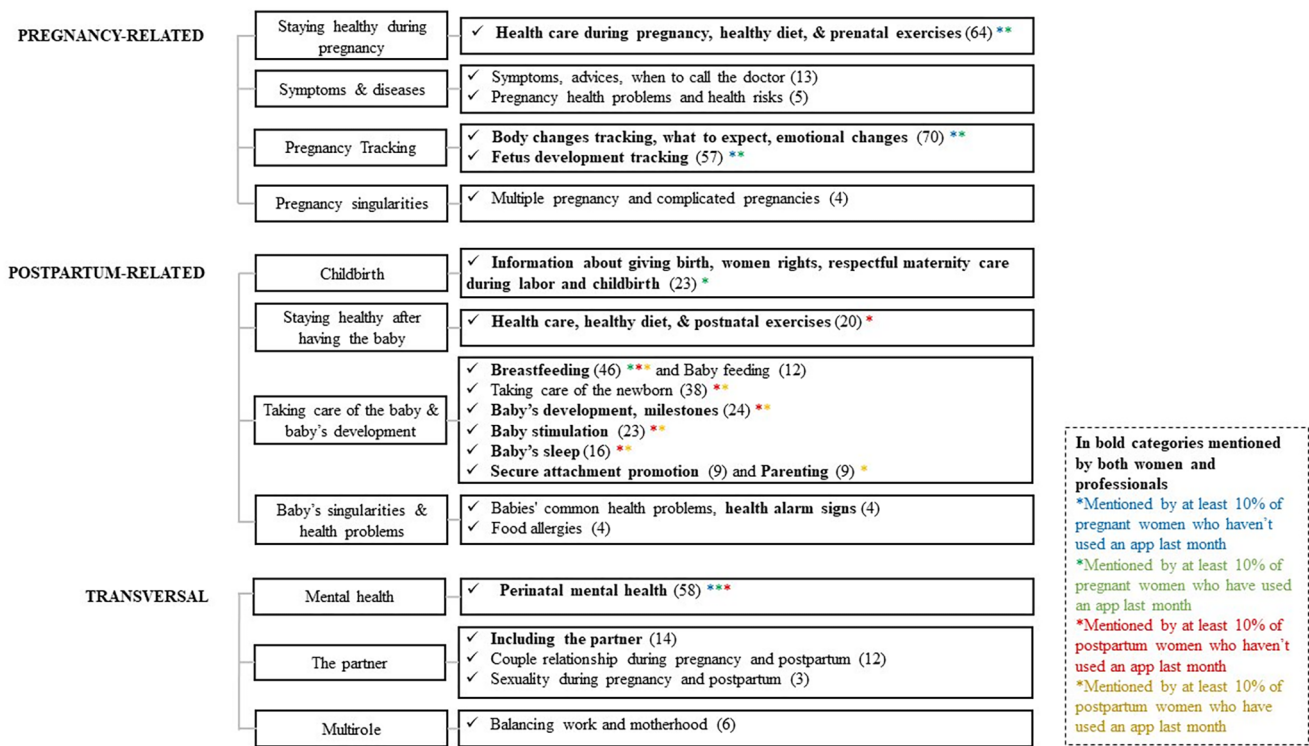 PREGNANCY-RELATED
Staying healthy during
pregnancy
✓ Health care during pregnancy, healthy diet, & prenatal exercises (64) **
Symptoms & diseases
✓ Symptoms, advices, when to call the doctor (13)
✓ Pregnancy health problems and health risks (5)
Pregnancy Tracking
✓ Body changes tracking, what to expect, emotional changes (70) **
✓ Fetus development tracking (57) **
Pregnancy singularities
✓ Multiple pregnancy and complicated pregnancies (4)
POSTPARTUM-RELATED
Childbirth
✓ Information about giving birth, women rights, respectful maternity care
during labor and childbirth (23) *
Staying healthy after
having the baby
✓ Health care, healthy diet, & postnatal exercises (20) *
Taking care of the baby &
baby's development
✓ Breastfeeding (46) *** and Baby feeding (12)
✓ Taking care of the newborn (38) **
✓ Baby's development, milestones (24) **
✓ Baby stimulation (23) **
✓ Baby's sleep (16) **
✓ Secure attachment promotion (9) and Parenting (9) *
Baby's singularities &
health problems
✓ Babies' common health problems, health alarm signs (4)
✓ Food allergies (4)
TRANSVERSAL
Mental health
✓ Perinatal mental health (58) ***
The partner
✓ Including the partner (14)
✓ Couple relationship during pregnancy and postpartum (12)
✓ Sexuality during pregnancy and postpartum (3)
Multirole
✓ Balancing work and motherhood (6)
In bold categories mentioned
by both women and
professionals
*Mentioned by at least 10% of
pregnant women who haven't
used an app last month
*Mentioned by at least 10% of
pregnant women who have used
an app last month
*Mentioned by at least 10% of
postpartum women who haven't
used an app last month
*Mentioned by at least 10% of
postpartum women who have
used an app last month